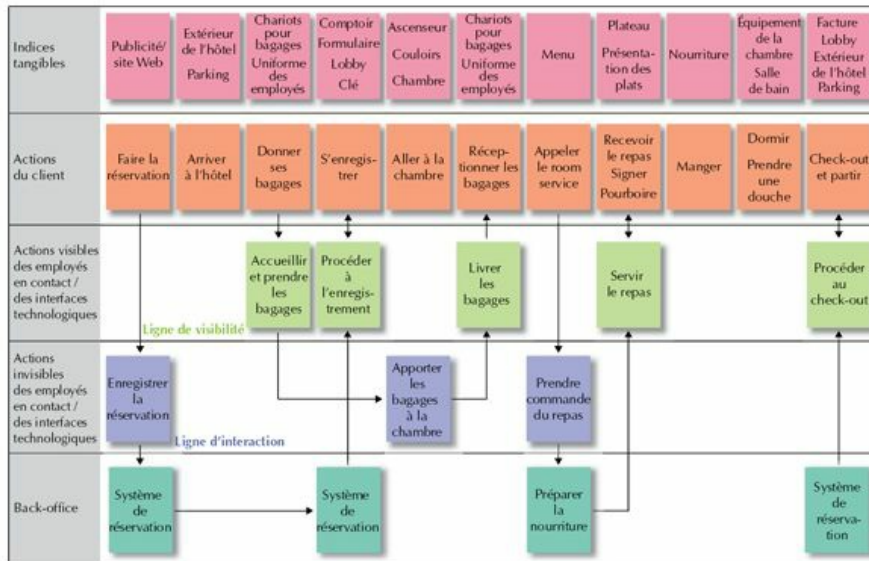 Indices
tangibles
Publicité/
site Web
Extérieur
de l'hôtel
Parking
Chariots
pour
bagages
Uniforme
des
employés
Comptoir
Formulaire
Lobby
Clé
Ascenseur
Couloirs
Chambre
Chariots
pour
bagages
Uniforme
des
employés
Menu
Plateau
Présenta-
tion des
plats
Nourriture
Équipement
de la
chambre
Salle
de bain
Facture
Lobby
Extérieur
de l'hôtel
Parking
Actions
du client
Faire la
réservation
Arriver
à l'hôtel
Donner
ses
bagages
S'enregis-
trer
Aller à la
chambre
Récep-
tionner les
bagages
Appeler
le room
service
Recevoir
le repas
Signer
Pourboire
Manger
Dormir
Prendre
une
douche
Check-out
et partir
Actions visibles
des employés
en contact /
des interfaces
technologiques
Accueillir
et prendre
les
bagages
Procéder
à
l'enregis-
trement
Livrer
les
bagages
Servir
le repas
Procéder
au
check-out
Ligne de visibilité
Actions
invisibles
des employés
en contact /
des interfaces
technologiques
Enregistrer
la
réservation
Apporter
les
bagages
à la
chambre
Prendre
commande
du repas
Ligne d'interaction
Back-office
Système
de
réservation
Système
de
réservation
Préparer
la
nourriture
Système
de
réserva-
tion